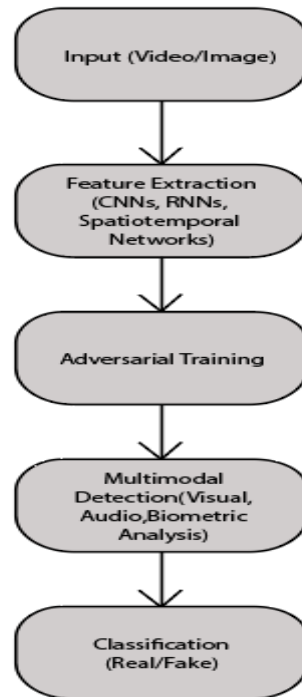 Input (Video/Image)
Feature Extraction
(CNNs, RNNs,
Spatiotemporal
Networks)
Adversarial Training
Multimodal
Detection(Visual,
Audio,Biometric
Analysis)
Classification
(Real/Fake)